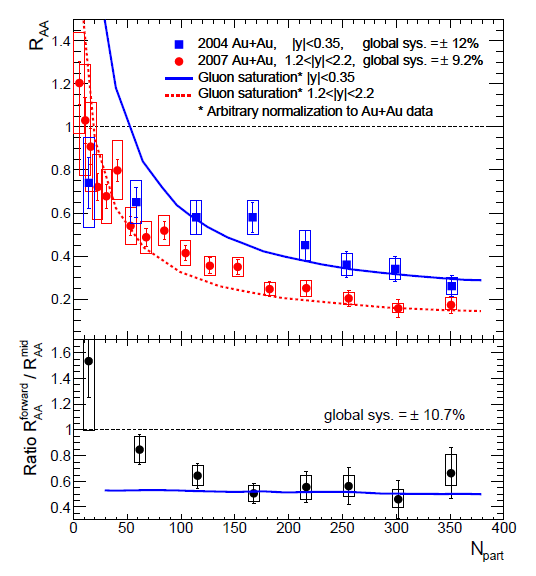 R_AA
1.4
1.2
1
0.8
0.6
0.4
0.2
2004 Au+Au, |y|<0.35, global sys. =± 12%
2007 Au+Au, 1.2<|y|<2.2, global sys. =± 9.2%
Gluon saturation* |y|<0.35
Gluon saturation* 1.2<|y|<2.2
* Arbitrary normalization to Au+Au data
Ratio R_AA^forward / R_AA^mid
1.6
1.4
1.2
1
0.8
0.6
0.4
global sys. = ± 10.7%
0 50 100 150 200 250 300 350 400
N_part